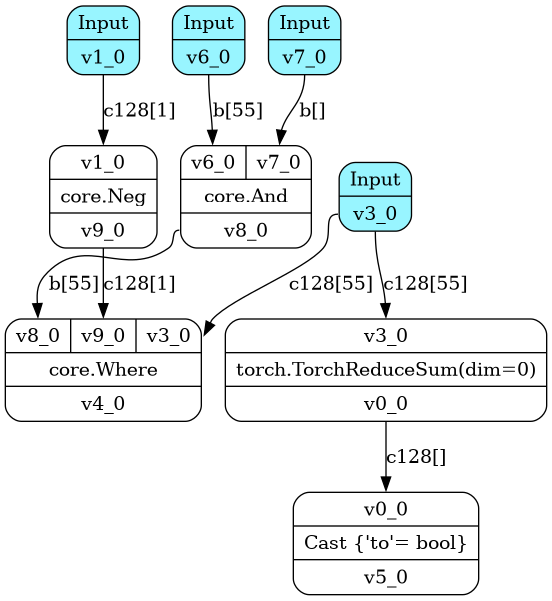 Input
v1_0
Input
v6_0
Input
v7_0
c128[1]
b[55]
b[]
v1_0
core.Neg
v9_0
v6_0 v7_0
core.And
v8_0
Input
v3_0
b[55]
c128[1]
c128[55]
c128[55]
v8_0 v9_0 v3_0
core.Where
v4_0
v3_0
torch.TorchReduceSum(dim=0)
v0_0
c128[]
v0_0
Cast {'to'= bool}
v5_0